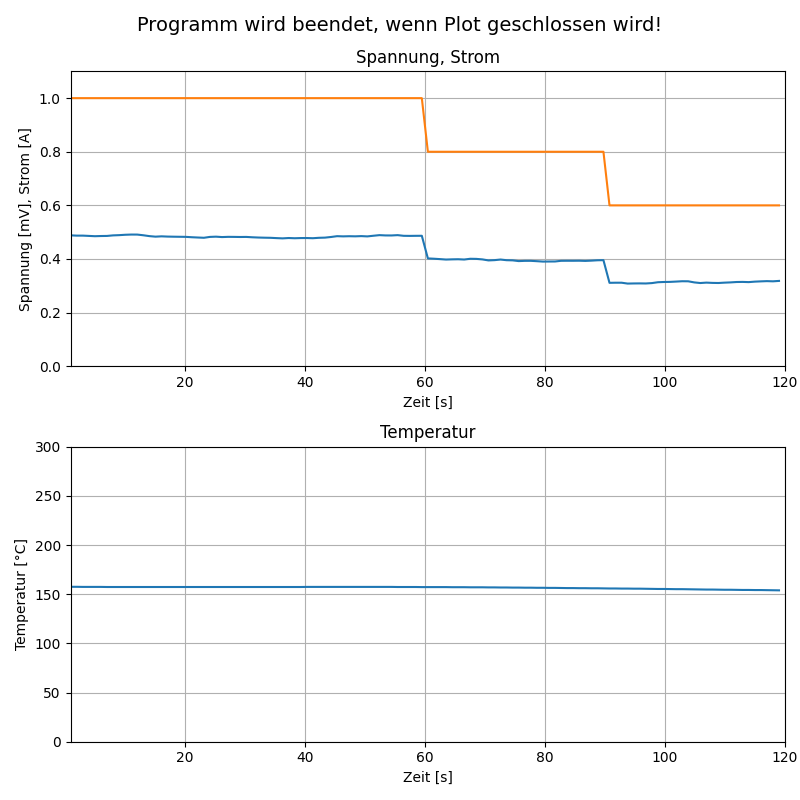 Programm wird beendet, wenn Plot geschlossen wird!
Spannung, Strom
Spannung [mV], Strom [A]
1.0
0.8
0.6
0.4
0.2
0.0
20 40 60 80 100 120
Zeit [s]
Temperatur
Temperatur [°C]
300
250
200
150
100
50
0
20 40 60 80 100 120
Zeit [s]